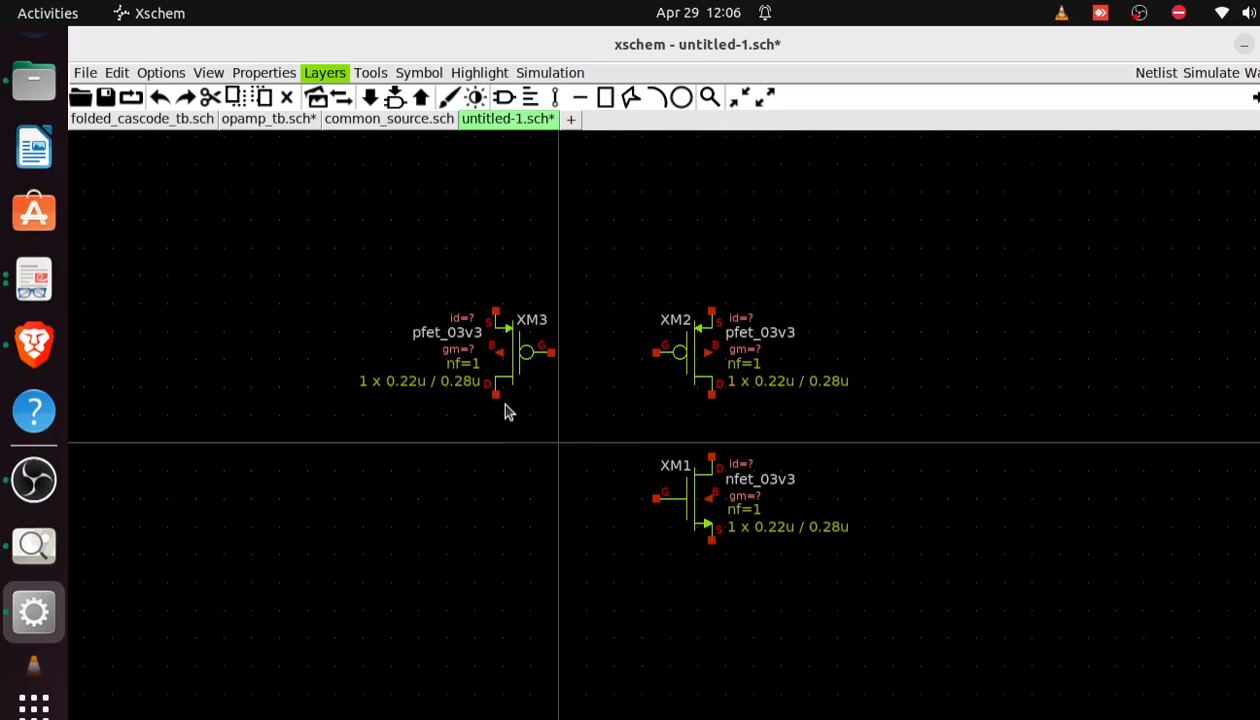 Activities Xschem Apr 29 12:06
xschem - untitled-1.sch*
File Edit Options View Properties Layers Tools Symbol Highlight Simulation Netlist Simulate Wa
folded_cascode_tb.sch opamp_tb.sch* common_source.sch untitled-1.sch* +
id=? XM3 XM2 id=?
S S
pfet_03v3 pfet_03v3
B G G B
gm=? gm=?
nf=1 nf=1
1 x 0.22u / 0.28u D D 1 x 0.22u / 0.28u
XM1 id=?
D
nfet_03v3
G B
gm=?
nf=1
S 1 x 0.22u / 0.28u